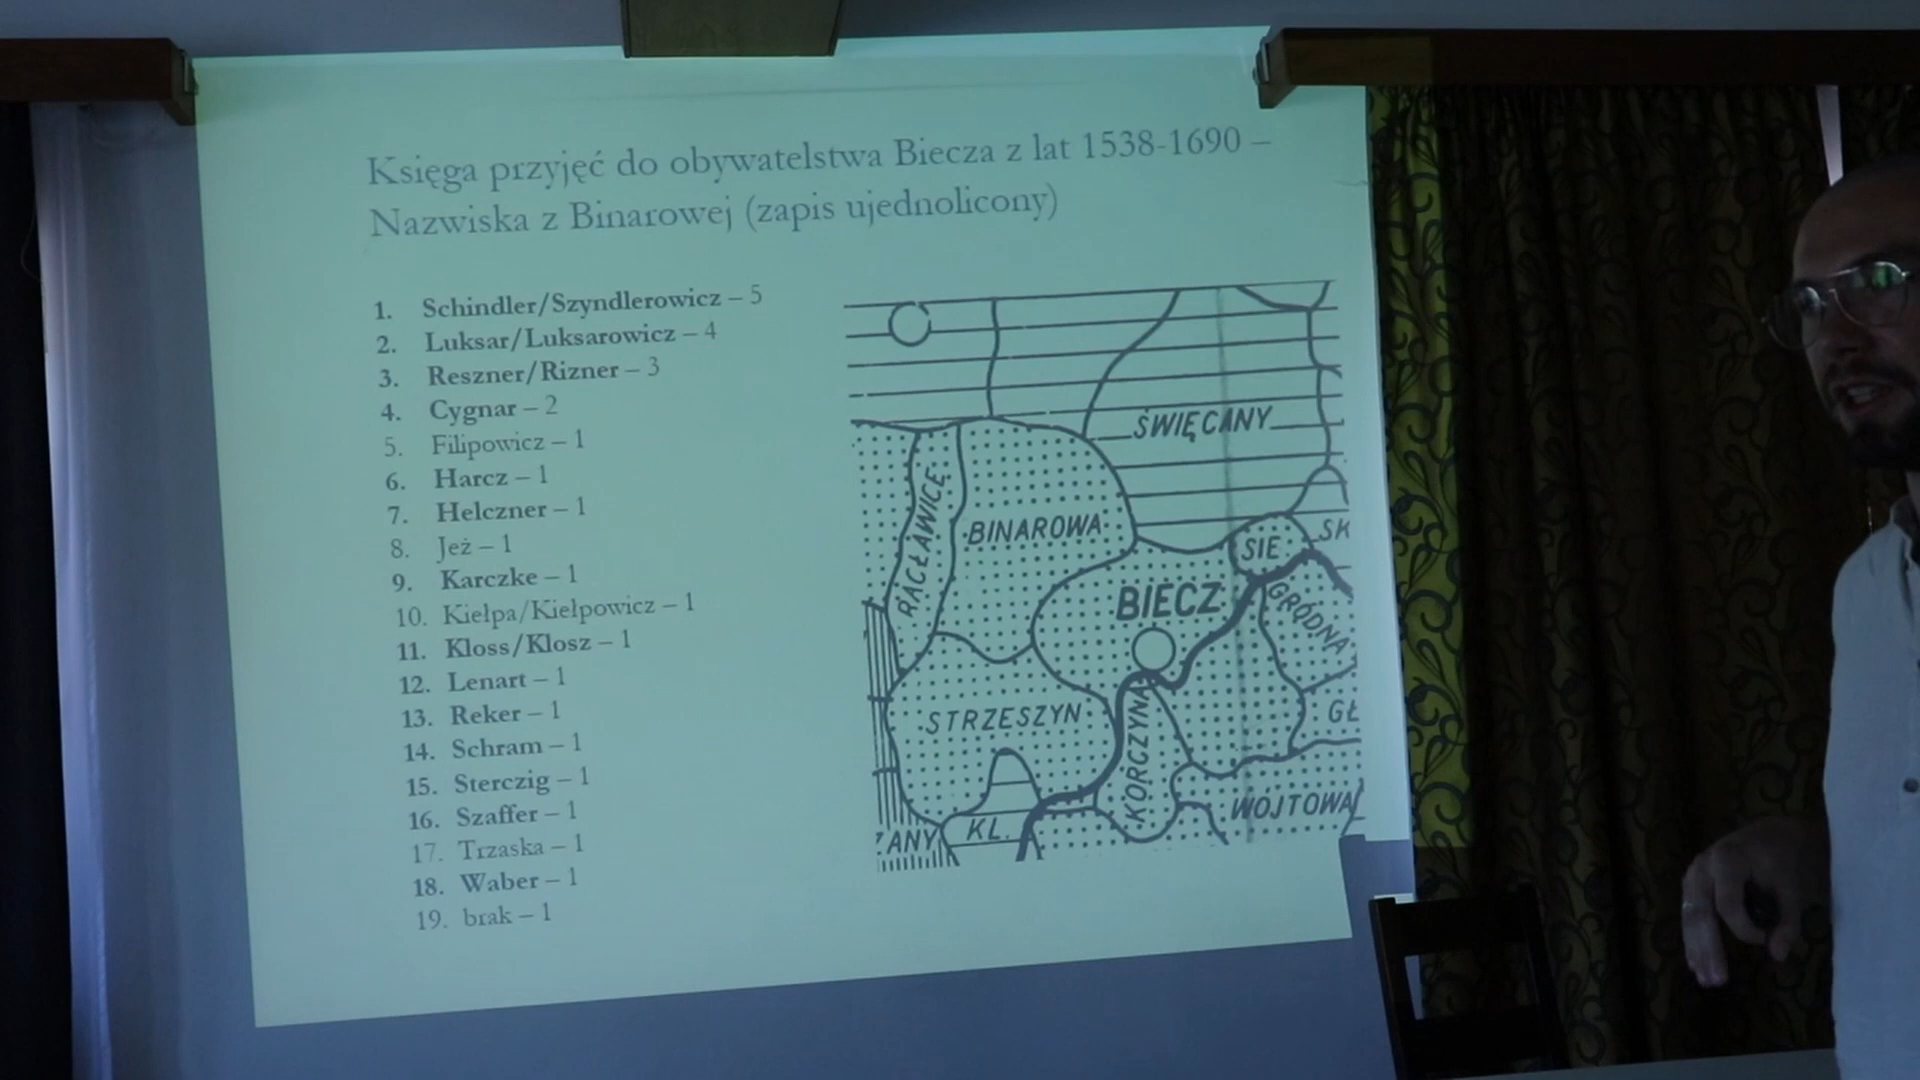 Księga przyjęć do obywatelstwa Biecza z lat 1538-1690 –
Nazwiska z Binarowej (zapis ujednolicony)
1. Schindler/Szyndlerowicz – 5
2. Luksar/Luksarowicz – 4
3. Reszner/Rizner – 3
4. Cygnar – 2
5. Filipowicz – 1
6. Harcz – 1
7. Helczner – 1
8. Jeż – 1
9. Karczke – 1
10. Kiełpa/Kiełpowicz – 1
11. Kloss/Klosz – 1
12. Lenart – 1
13. Reker – 1
14. Schram – 1
15. Sterczig – 1
16. Szaffer – 1
17. Trzaska – 1
18. Waber – 1
19. brak – 1
ŚWIĘCANY
RACŁAWICE
BINAROWA
SIE.
SK
BIECZ
GRÓDNA
STRZESZYN
KORCZYNA
GŁ
WÓJTOWA
ZANY
KL.